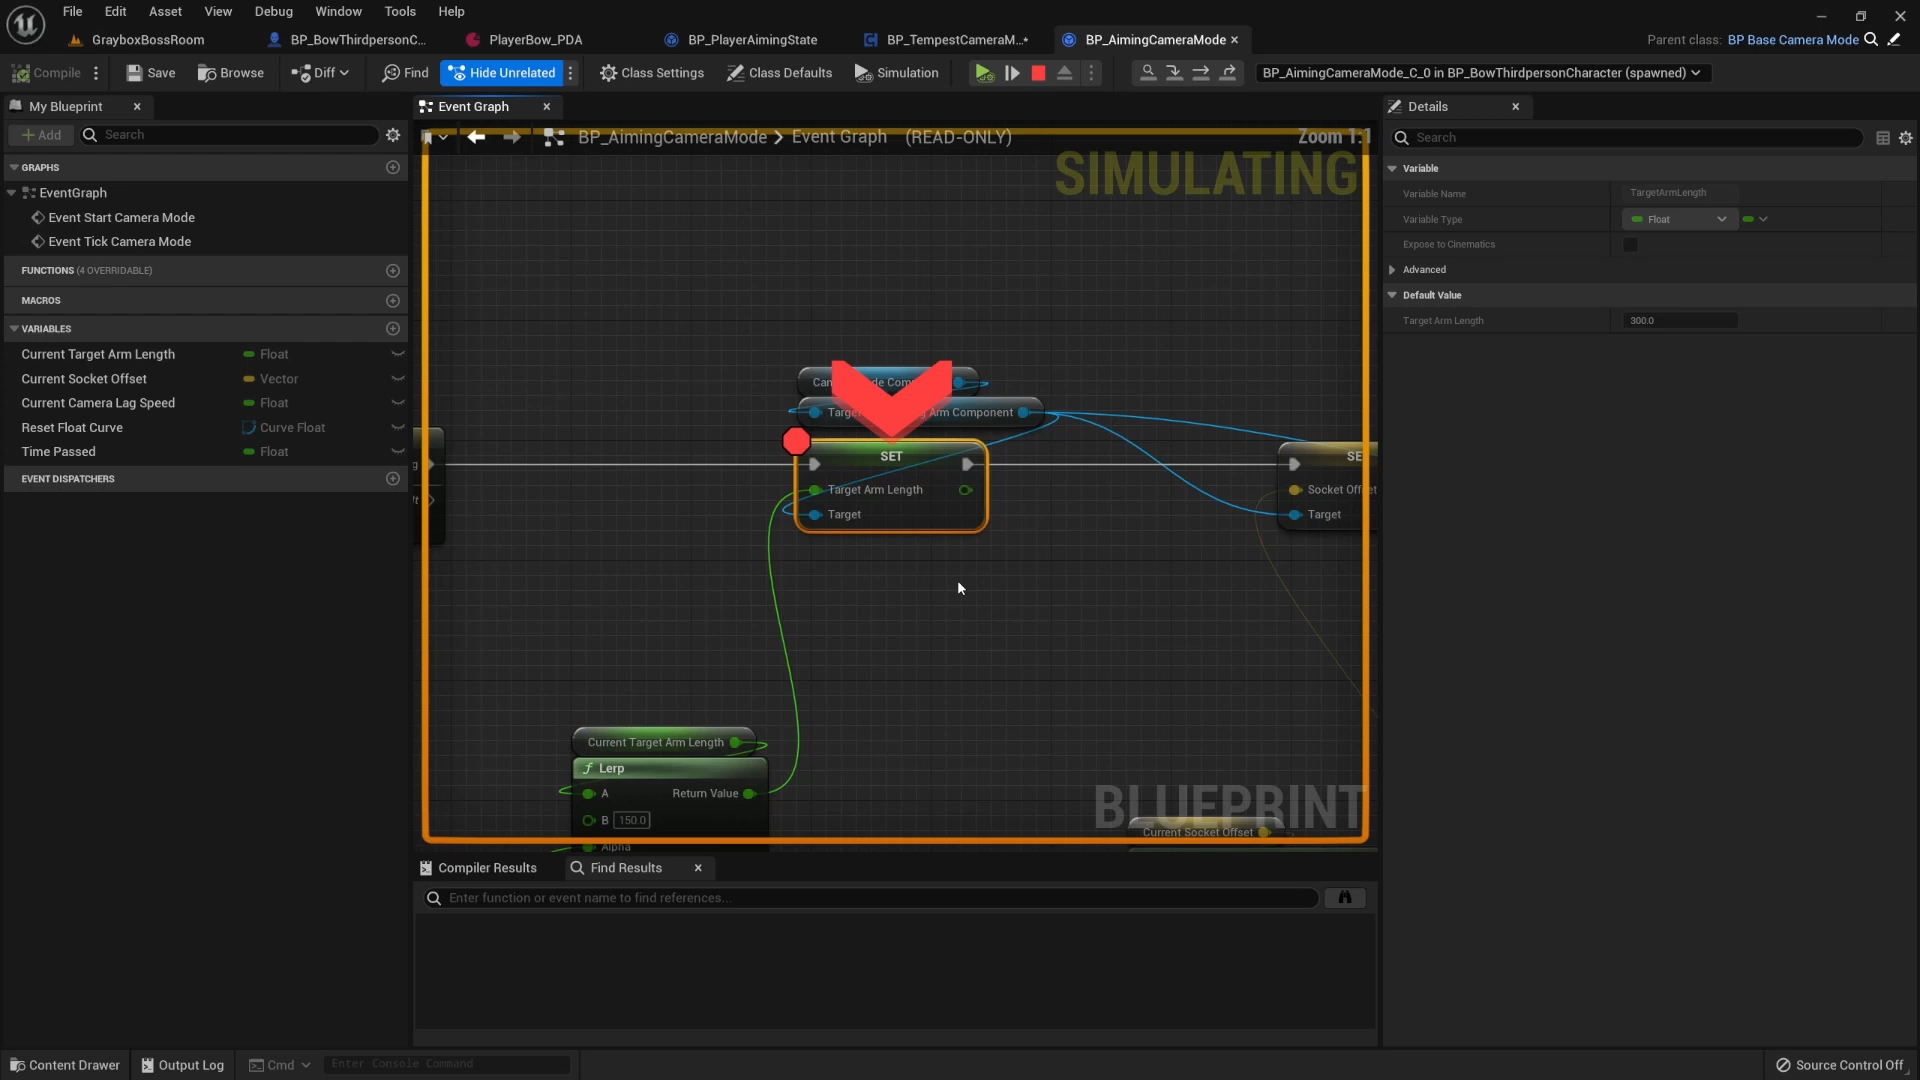 File Edit Asset View Debug Window Tools Help
GrayboxBossRoom BP_BowThirdpersonC... PlayerBow_PDA BP_PlayerAimingState BP_TempestCameraM...* BP_AimingCameraMode
Parent class: BP Base Camera Mode
Compile Save Browse Diff Find Hide Unrelated Class Settings Class Defaults Simulation BP_AimingCameraMode_C_0 in BP_BowThirdpersonCharacter (spawned)
My Blueprint
Add Search
GRAPHS
EventGraph
Event Start Camera Mode
Event Tick Camera Mode
FUNCTIONS (4 OVERRIDABLE)
MACROS
VARIABLES
Current Target Arm Length Float
Current Socket Offset Vector
Current Camera Lag Speed Float
Reset Float Curve Curve Float
Time Passed Float
EVENT DISPATCHERS
Event Graph
BP_AimingCameraMode > Event Graph (READ-ONLY)
Zoom 1:1
SIMULATING
Arm Component
SET
Target Arm Length
Target
SE
Socket Offset
Target
Current Target Arm Length
f Lerp
A Return Value
B 150.0
Alpha
BLUEPRINT
Current Socket Offset
Compiler Results Find Results
Enter function or event name to find references...
Details
Search
Variable
Variable Name TargetArmLength
Variable Type Float
Expose to Cinematics
Advanced
Default Value
Target Arm Length 300.0
Content Drawer Output Log Cmd Enter Console Command
Source Control Off